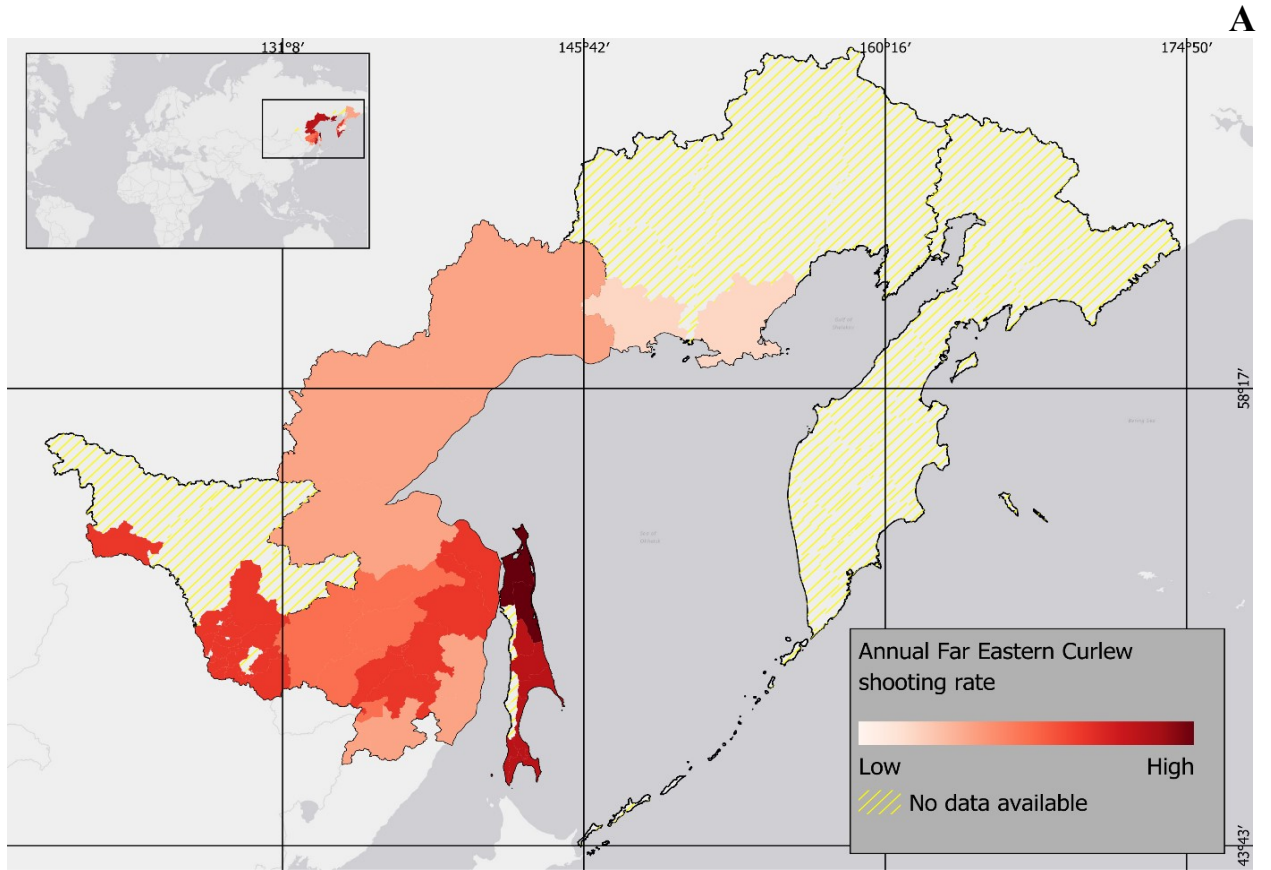 A
131°8′
145°42′
160°16′
174°50′
58°17′
43°43′
Annual Far Eastern Curlew
shooting rate
Low
High
No data available